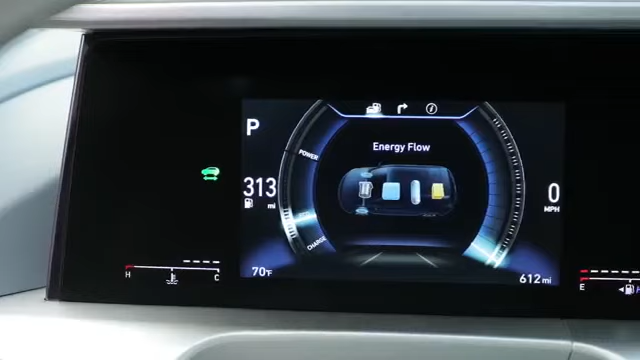 P
Energy Flow
POWER
313
mi
0
MPH
CHARGE
H
C
70°F
612 mi
E